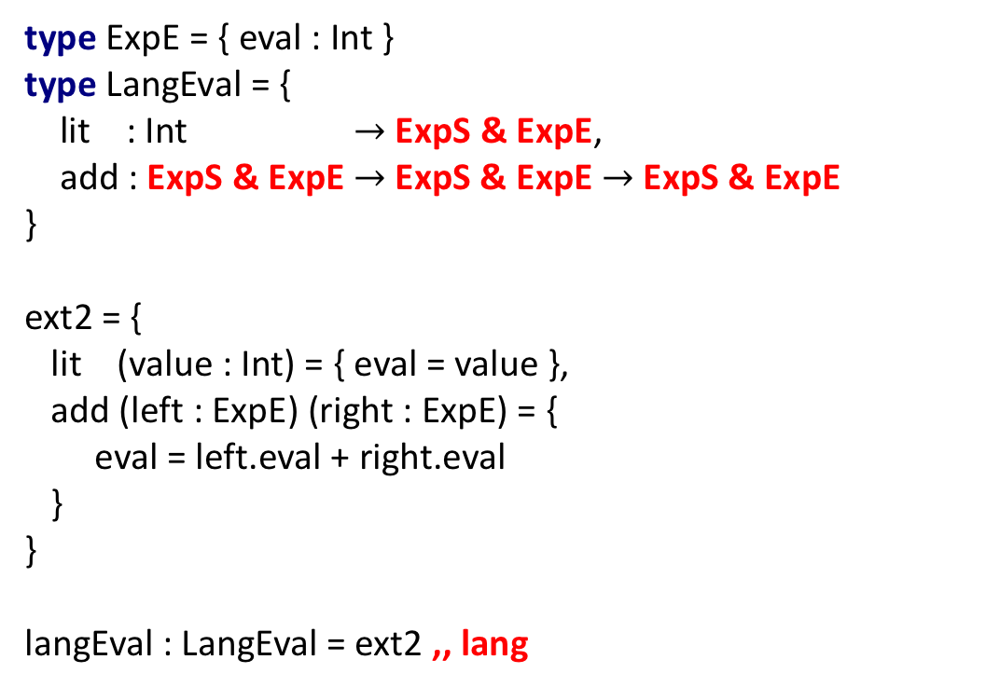 type ExpE = { eval : Int }
type LangEval = {
lit : Int → ExpS & ExpE,
add : ExpS & ExpE → ExpS & ExpE → ExpS & ExpE
}
ext2 = {
lit (value : Int) = { eval = value },
add (left : ExpE) (right : ExpE) = {
eval = left.eval + right.eval
}
}
langEval : LangEval = ext2 ,, lang